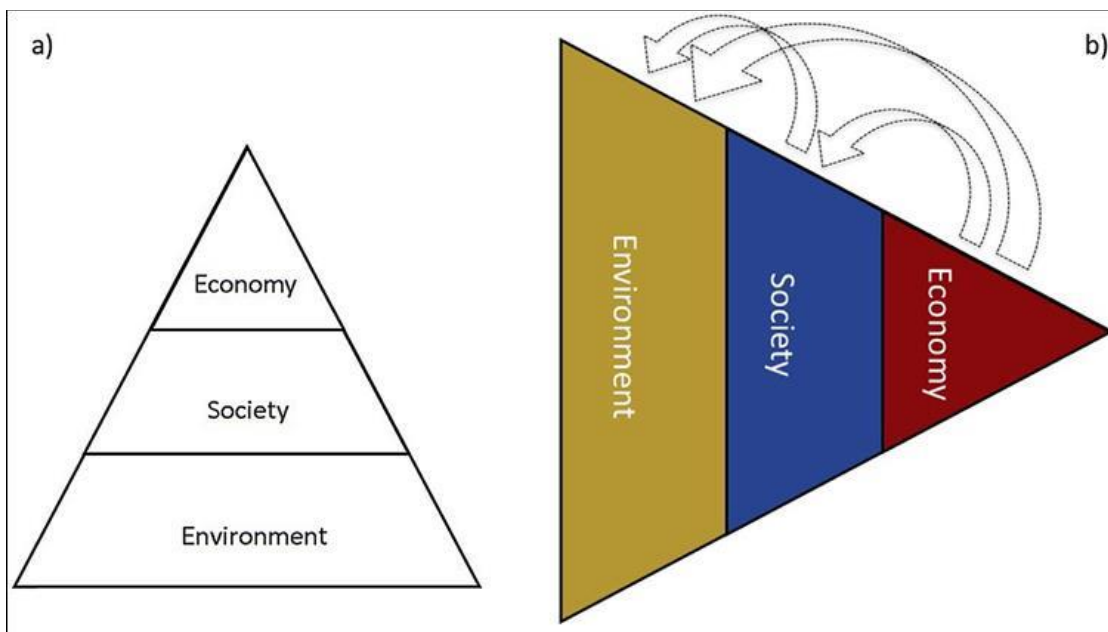 a)
Economy
Society
Environment
b)
Environment
Society
Economy